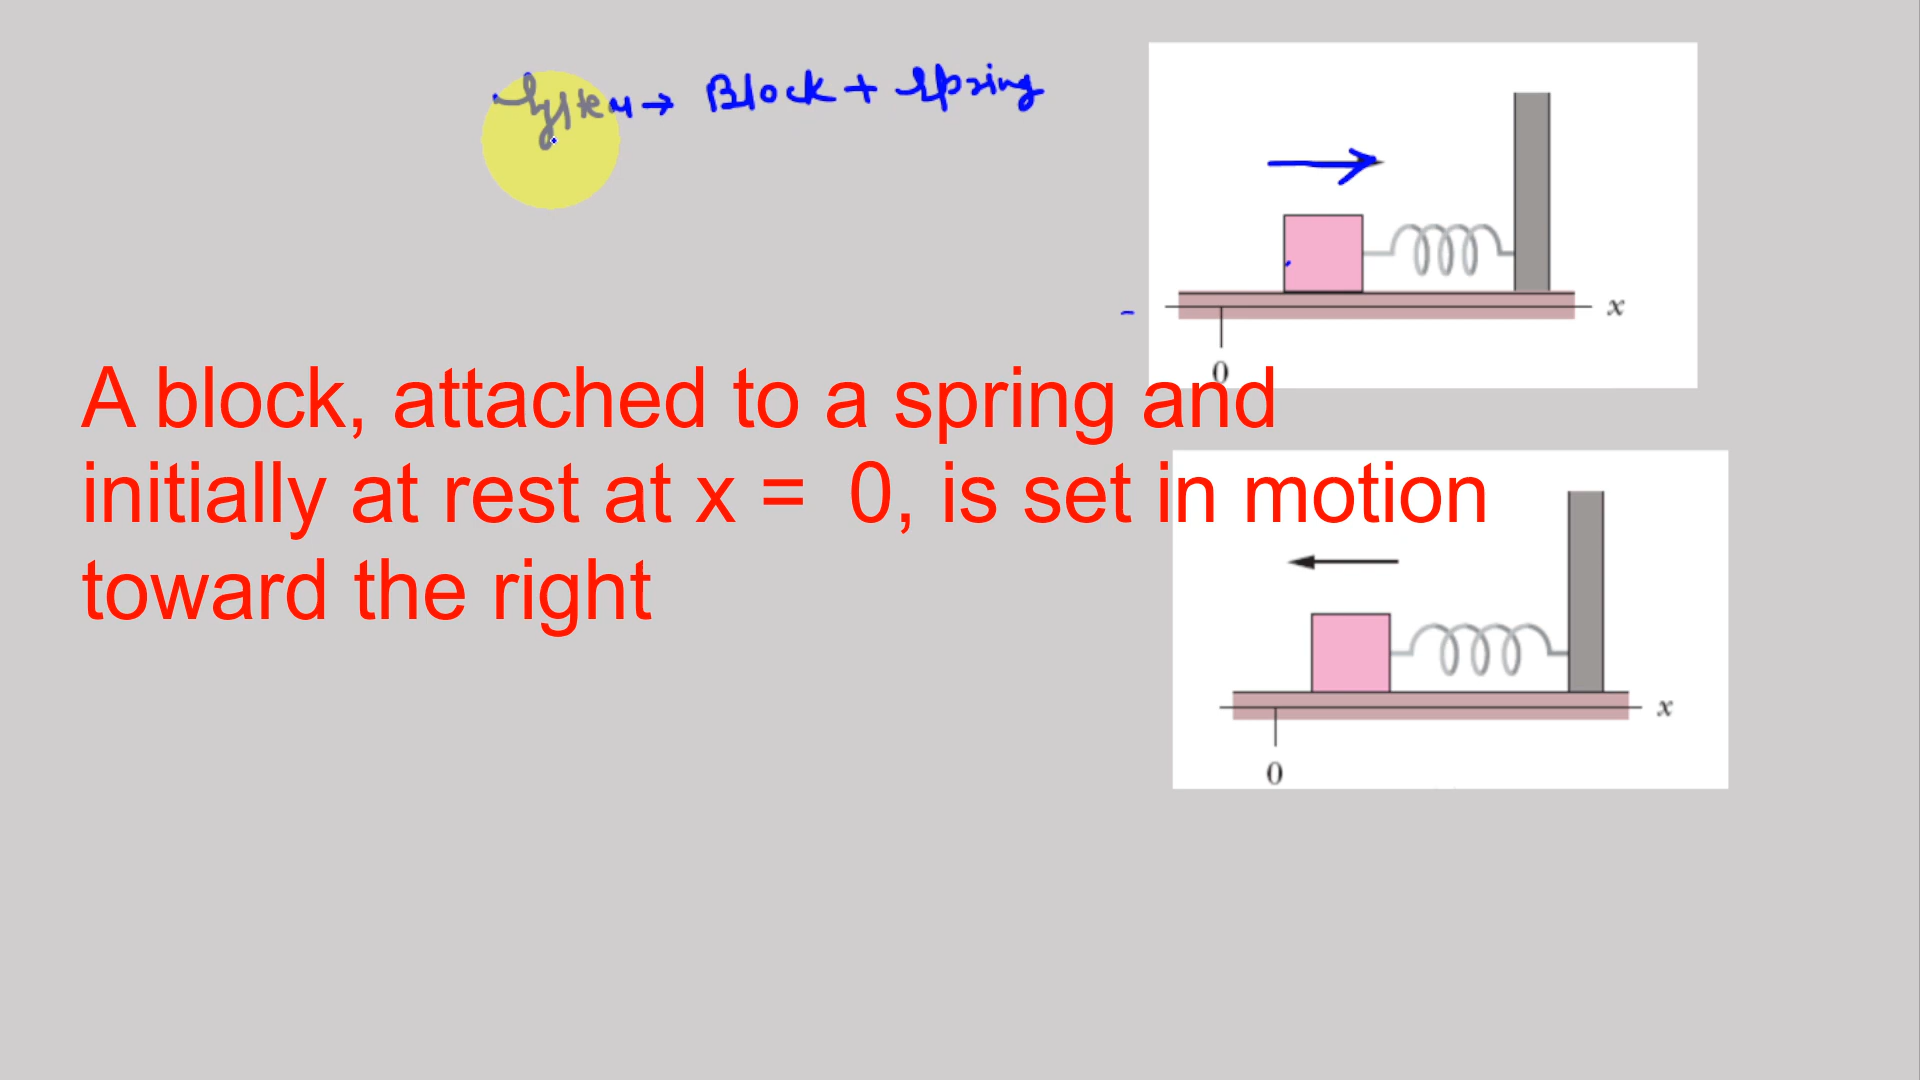 System → Block + Spring
x
0
A block, attached to a spring and
initially at rest at x = 0, is set in motion
toward the right
x
0